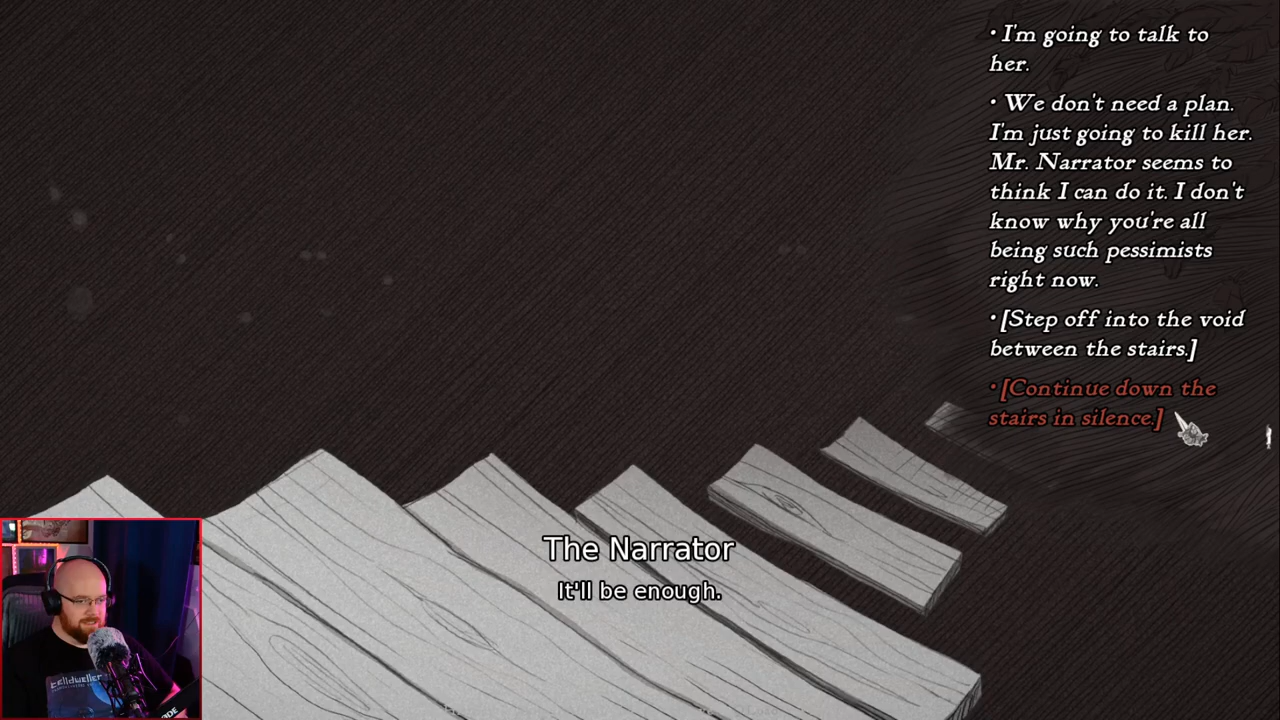 • I'm going to talk to
her.
• We don't need a plan.
I'm just going to kill her.
Mr. Narrator seems to
think I can do it. I don't
know why you're all
being such pessimists
right now.
• [Step off into the void
between the stairs.]
• [Continue down the
stairs in silence.]
The Narrator
It'll be enough.
celldweller